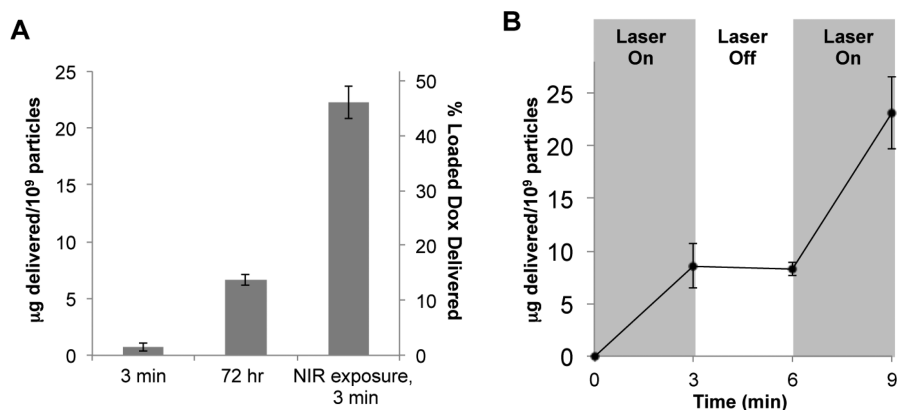 A
25
20
15
10
5
0
μg delivered/10⁹ particles
3 min
72 hr
NIR exposure,
3 min
50
40
30
20
10
0
% Loaded Dox Delivered
B
Laser
On
Laser
Off
Laser
On
25
20
15
10
5
0
μg delivered/10⁹ particles
0
3
6
9
Time (min)